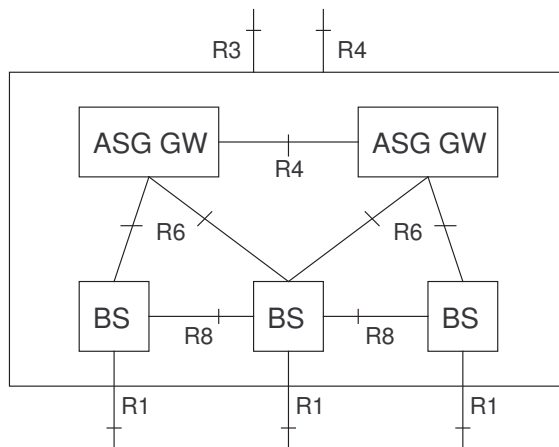 R3 R4
ASG GW ASG GW
R4
R6 R6
BS BS BS
R8 R8
R1 R1 R1